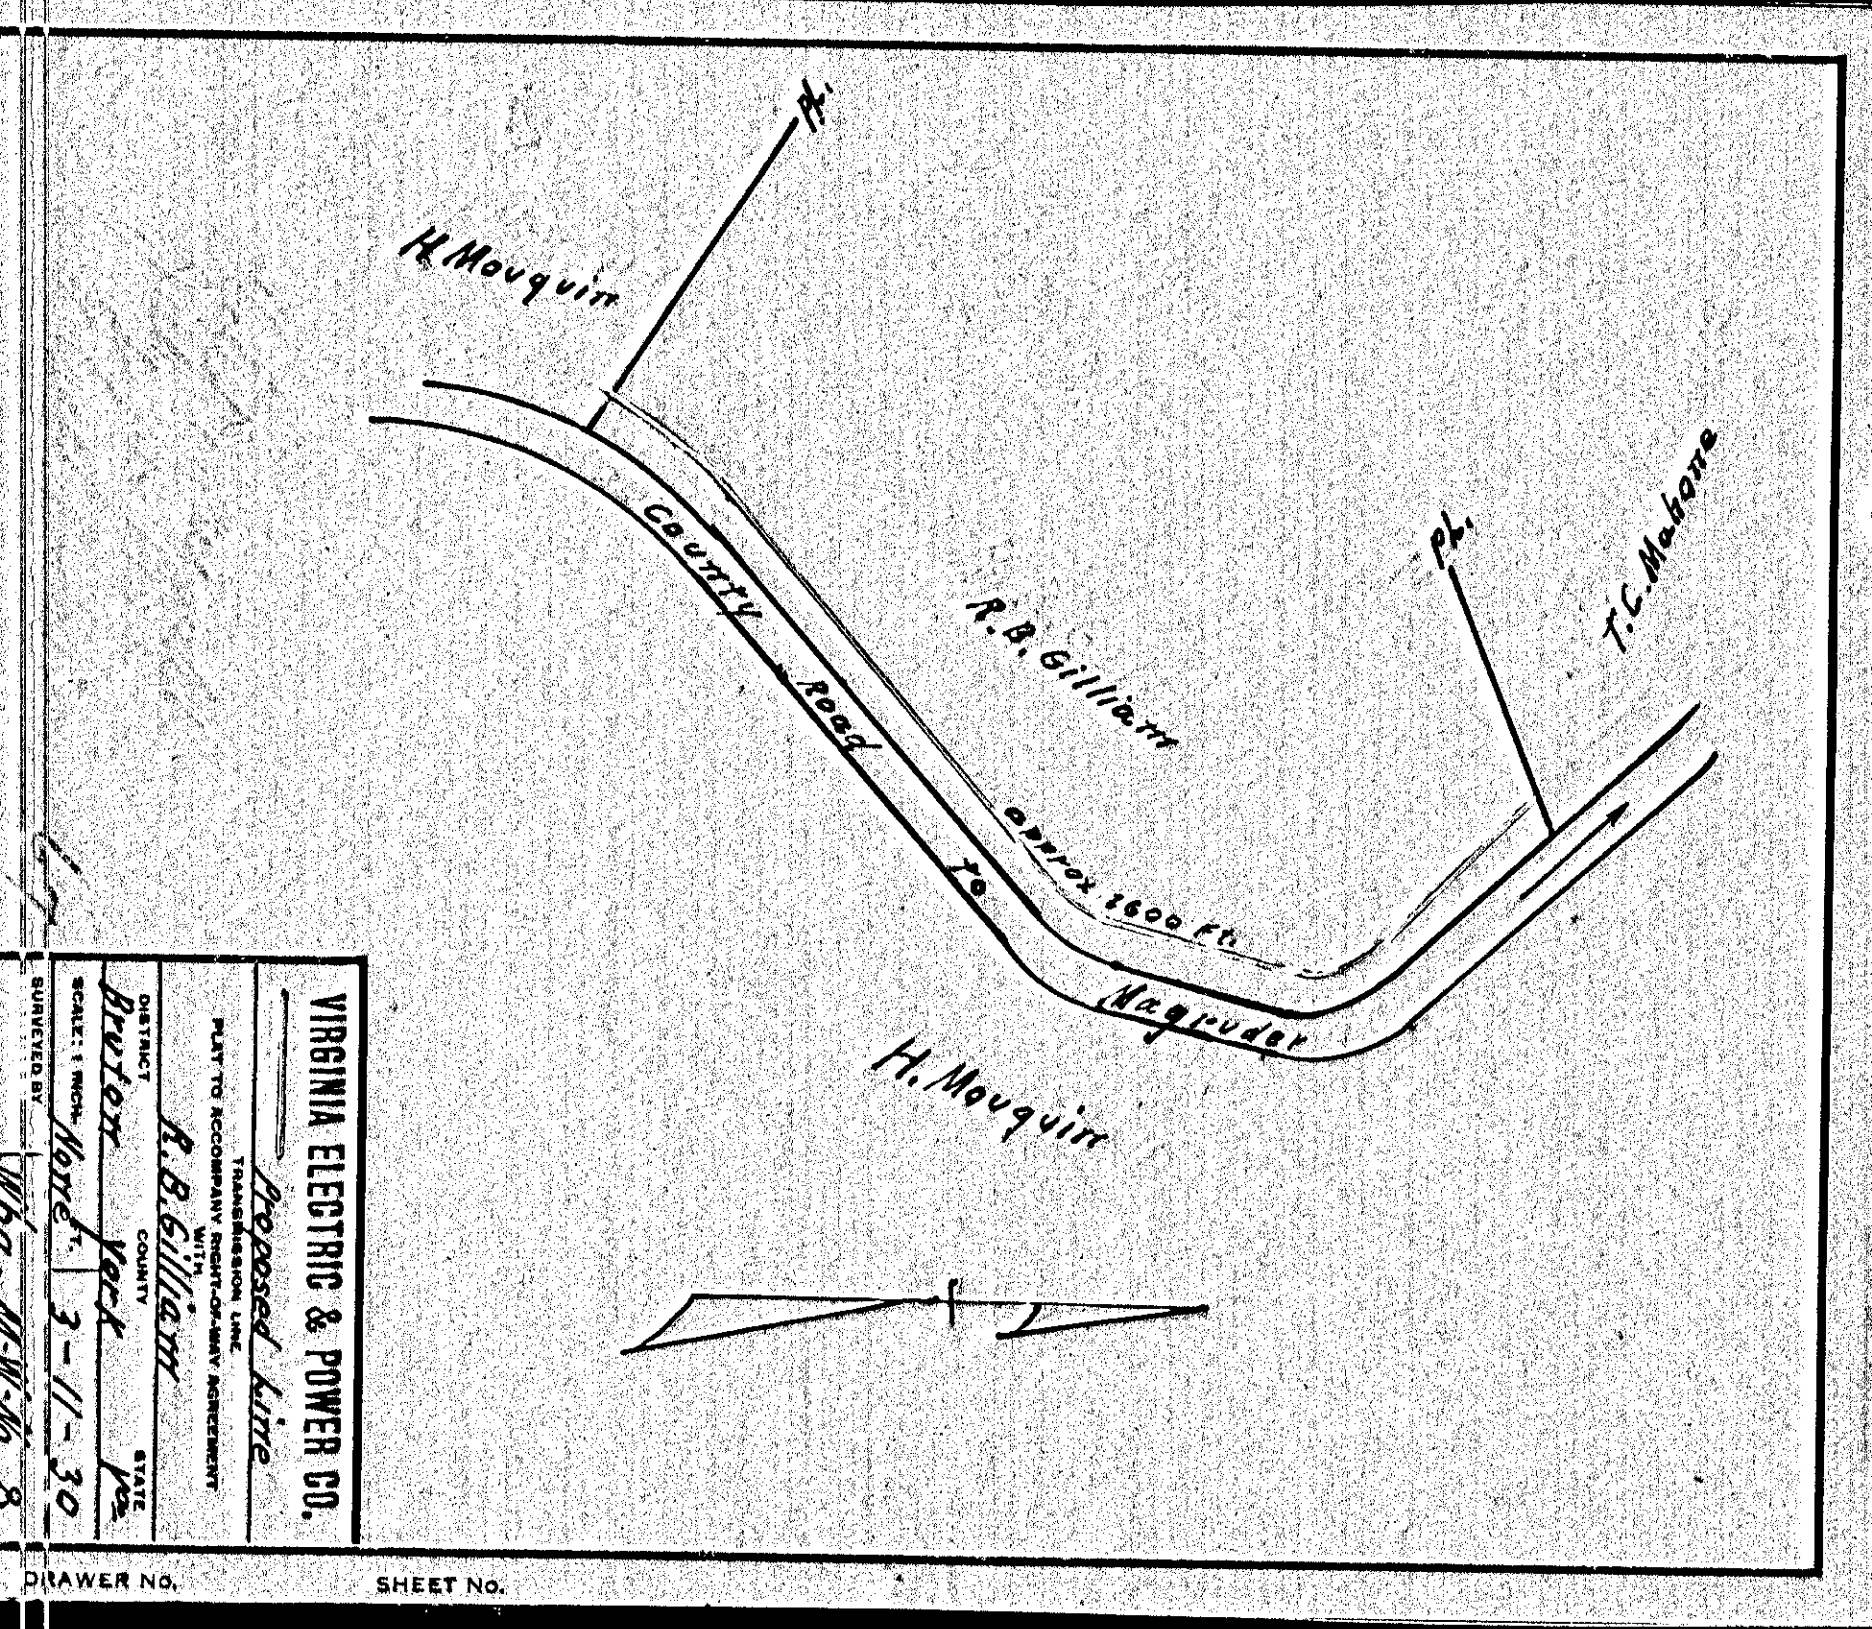 H. Mouquin
County Road To Magruder
R. B. Gilliam
approx 2600 Ft.
PL.
T. C. Mahone
H. Mouquin
VIRGINIA ELECTRIC & POWER CO.
Proposed Line
TRANSMISSION LINE
PLAT TO ACCOMPANY RIGHT-OF-WAY AGREEMENT
WITH
R. B. Gilliam
DISTRICT COUNTY STATE
Bruton York Va
SCALE: 1 INCH None FT. 3-11-30
SURVEYED BY
DRAWER NO.
SHEET NO.